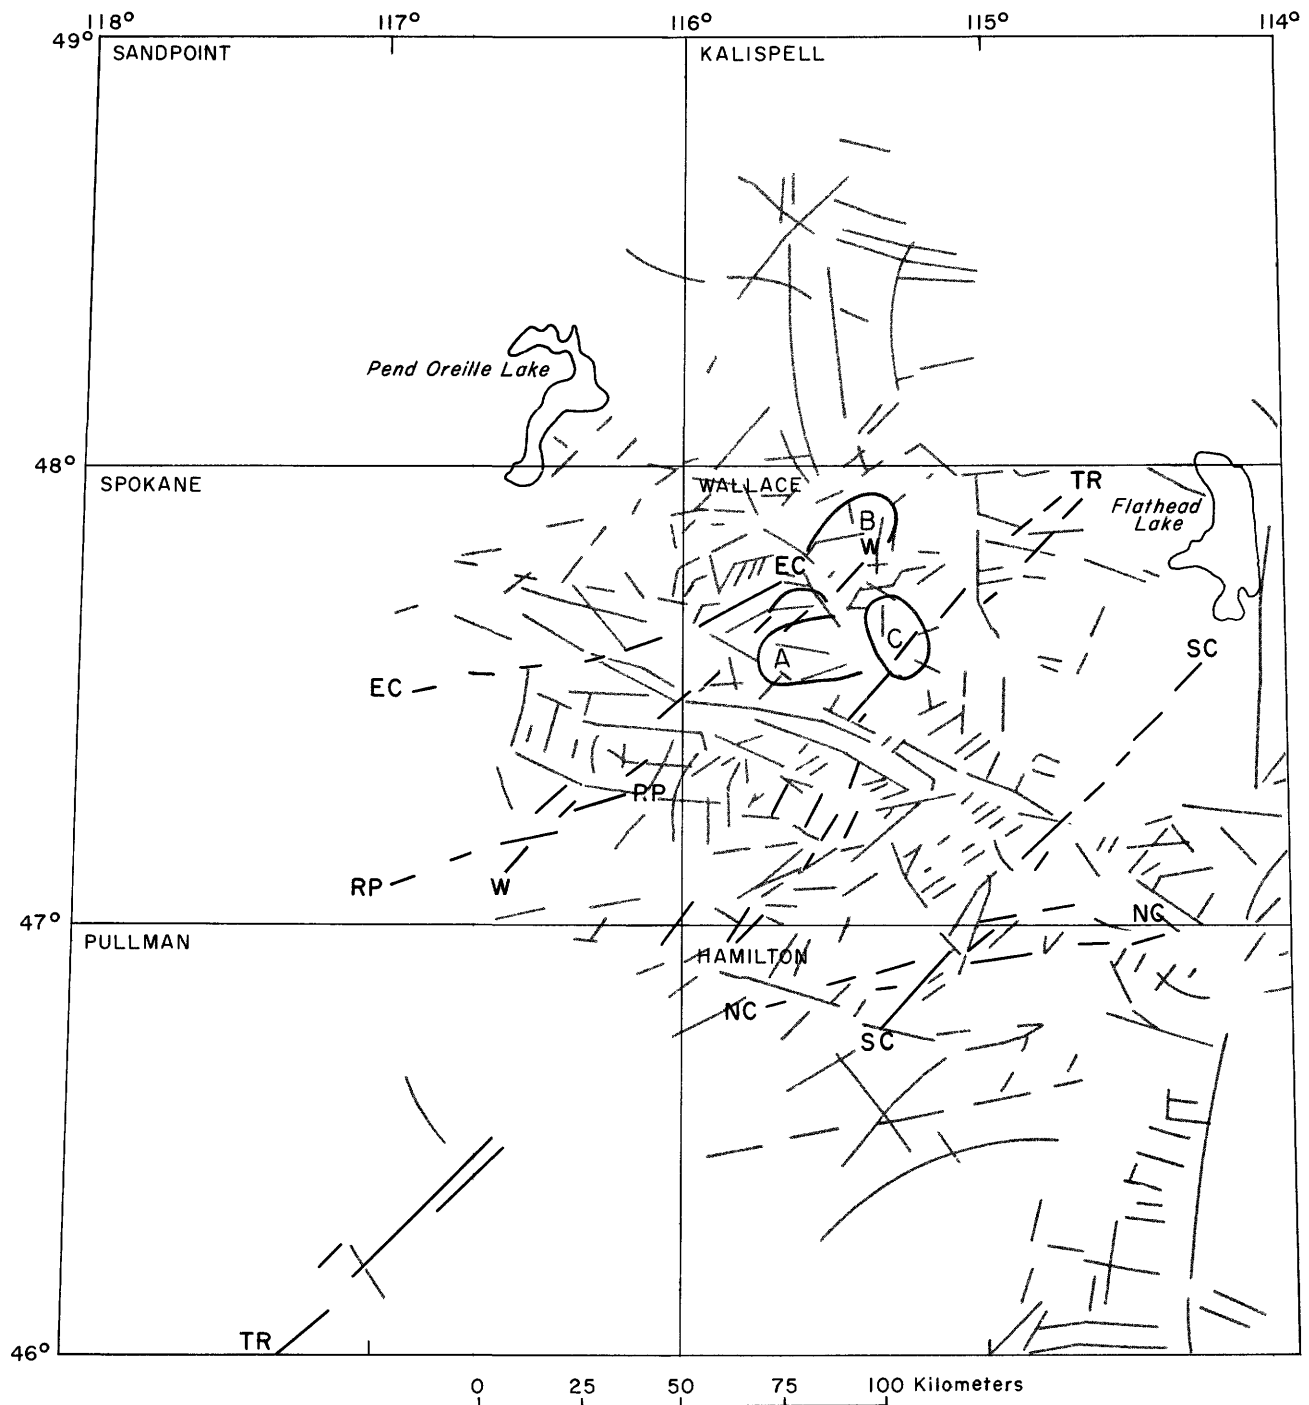 118° 117° 116° 115° 114°
49°
SANDPOINT KALISPELL
Pend Oreille Lake
48°
SPOKANE WALLACE TR
Flathead
Lake
B
W
EC
C
SC
A
EC
RP
RP W
NC
47°
PULLMAN HAMILTON
NC
SC
TR
46°
0 25 50 75 100 Kilometers